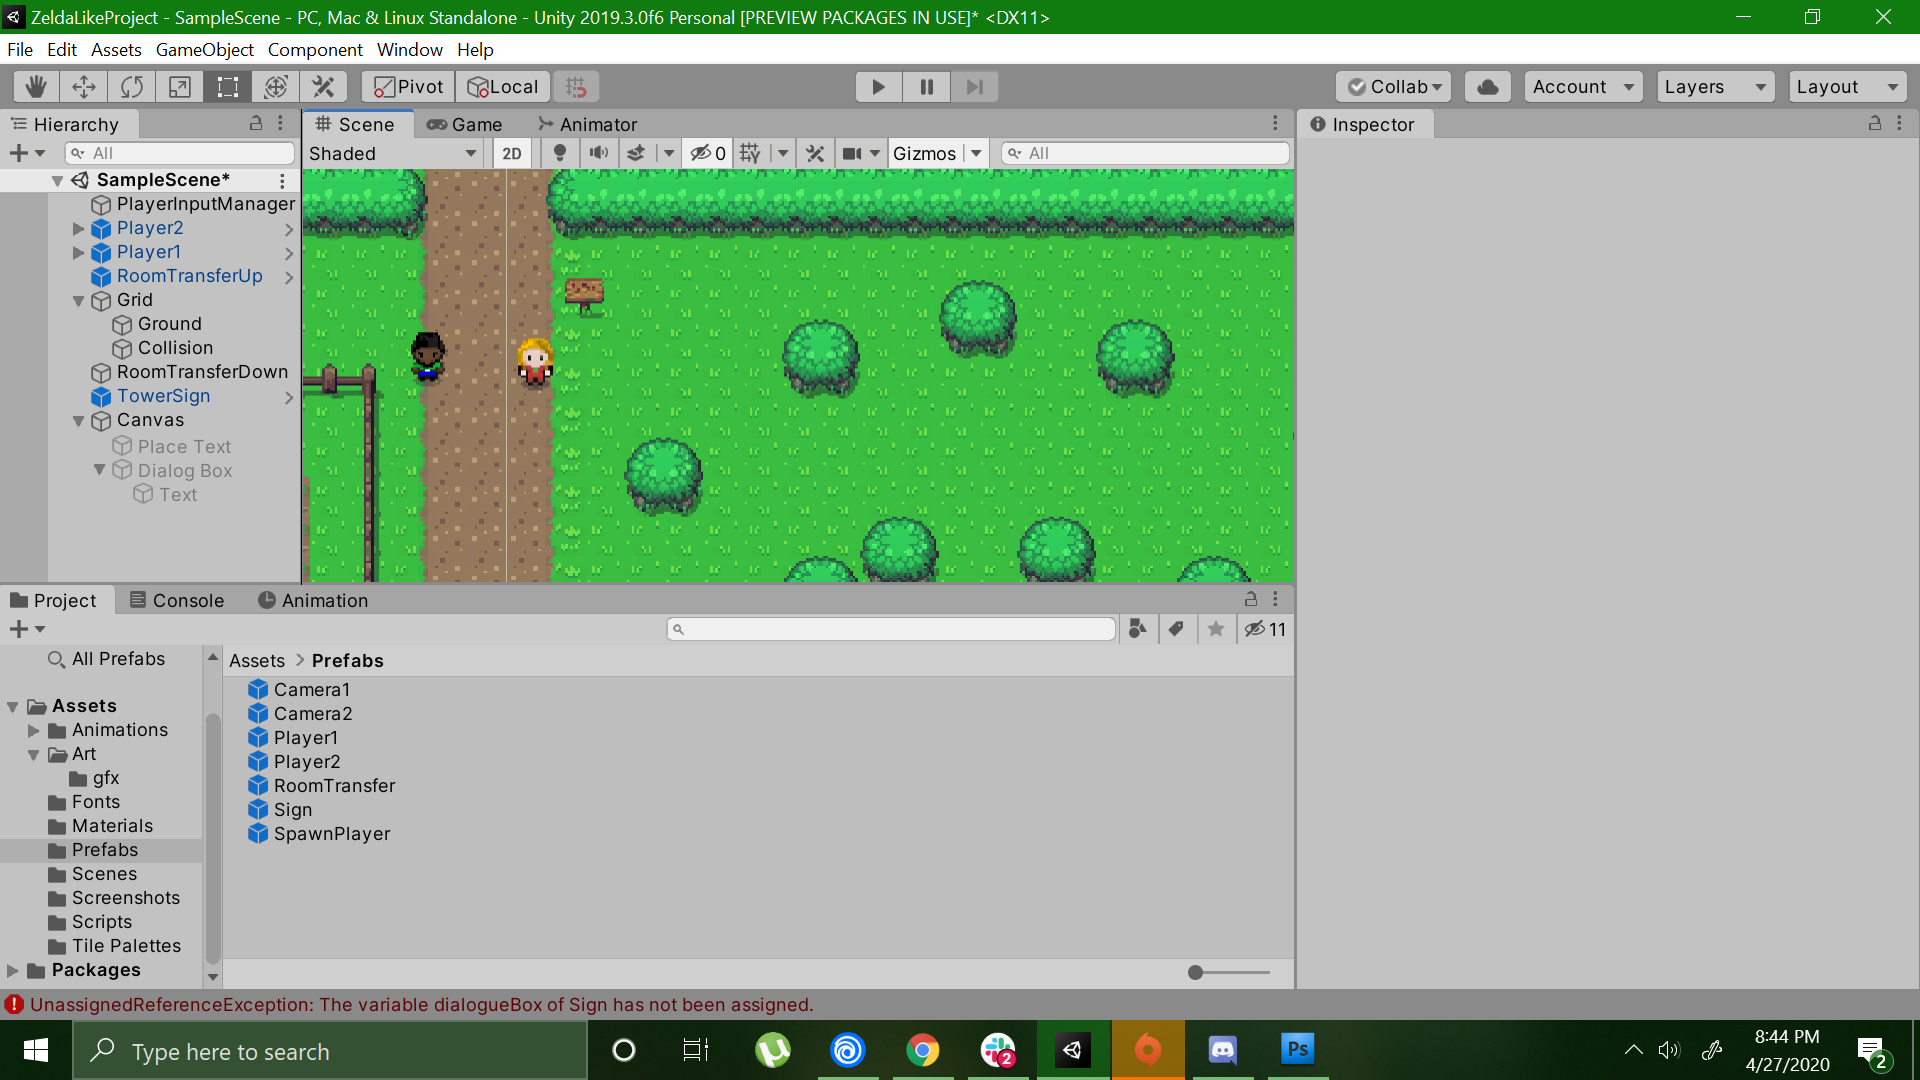 ZeldaLikeProject - SampleScene - PC, Mac & Linux Standalone - Unity 2019.3.0f6 Personal [PREVIEW PACKAGES IN USE]* <DX11>
File Edit Assets GameObject Component Window Help
Pivot Local Collab Account Layers Layout
Hierarchy
All
SampleScene*
PlayerInputManager
Player2
Player1
RoomTransferUp
Grid
Ground
Collision
RoomTransferDown
TowerSign
Canvas
Place Text
Dialog Box
Text
Scene Game Animator
Shaded 2D 0 Gizmos All
Inspector
Project Console Animation
11
All Prefabs
Assets
Animations
Art
gfx
Fonts
Materials
Prefabs
Scenes
Screenshots
Scripts
Tile Palettes
Packages
Assets > Prefabs
Camera1
Camera2
Player1
Player2
RoomTransfer
Sign
SpawnPlayer
UnassignedReferenceException: The variable dialogueBox of Sign has not been assigned.
Type here to search
2
Ps
8:44 PM
4/27/2020
2